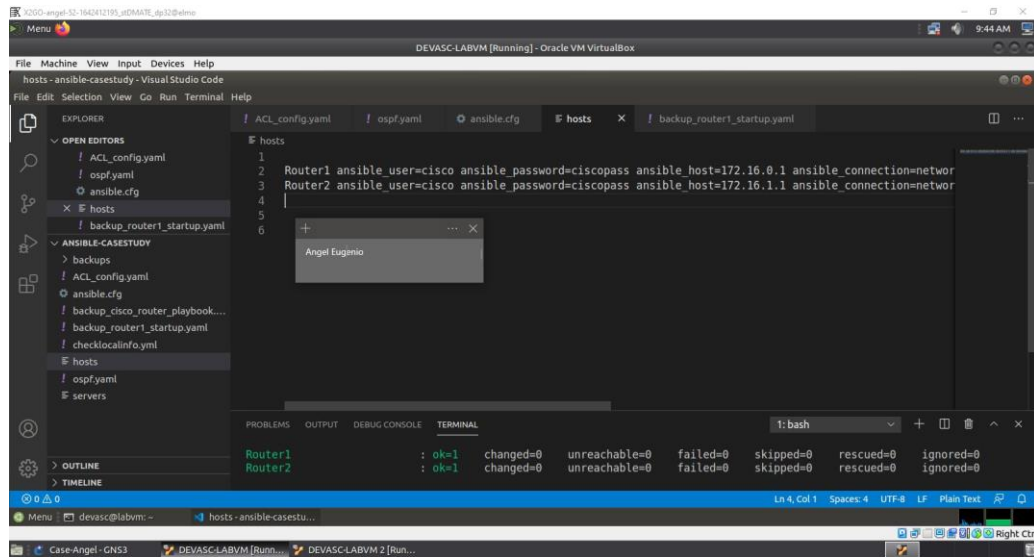 X2GO-angel-52-1642412195_stDMATE_dp32@elmo
Menu 9:44 AM
DEVASC-LABVM [Running] - Oracle VM VirtualBox
File Machine View Input Devices Help
hosts - ansible-casestudy - Visual Studio Code
File Edit Selection View Go Run Terminal Help
EXPLORER
OPEN EDITORS
! ACL_config.yaml
! ospf.yaml
ansible.cfg
hosts
! backup_router1_startup.yaml
ANSIBLE-CASESTUDY
> backups
! ACL_config.yaml
ansible.cfg
! backup_cisco_router_playbook....
! backup_router1_startup.yaml
! checklocalinfo.yml
hosts
! ospf.yaml
servers
> OUTLINE
> TIMELINE
! ACL_config.yaml ! ospf.yaml ansible.cfg hosts × ! backup_router1_startup.yaml
hosts
1
2 Router1 ansible_user=cisco ansible_password=ciscopass ansible_host=172.16.0.1 ansible_connection=networ
3 Router2 ansible_user=cisco ansible_password=ciscopass ansible_host=172.16.1.1 ansible_connection=networ
4
5
6
Angel Eugenio
PROBLEMS OUTPUT DEBUG CONSOLE TERMINAL 1: bash
Router1 : ok=1 changed=0 unreachable=0 failed=0 skipped=0 rescued=0 ignored=0
Router2 : ok=1 changed=0 unreachable=0 failed=0 skipped=0 rescued=0 ignored=0
0 0 Ln 4, Col 1 Spaces: 4 UTF-8 LF Plain Text
Menu devasc@labvm: ~ hosts - ansible-casestu...
Right Ctrl
Case-Angel - GNS3 DEVASC-LABVM [Runn... DEVASC-LABVM 2 [Run...